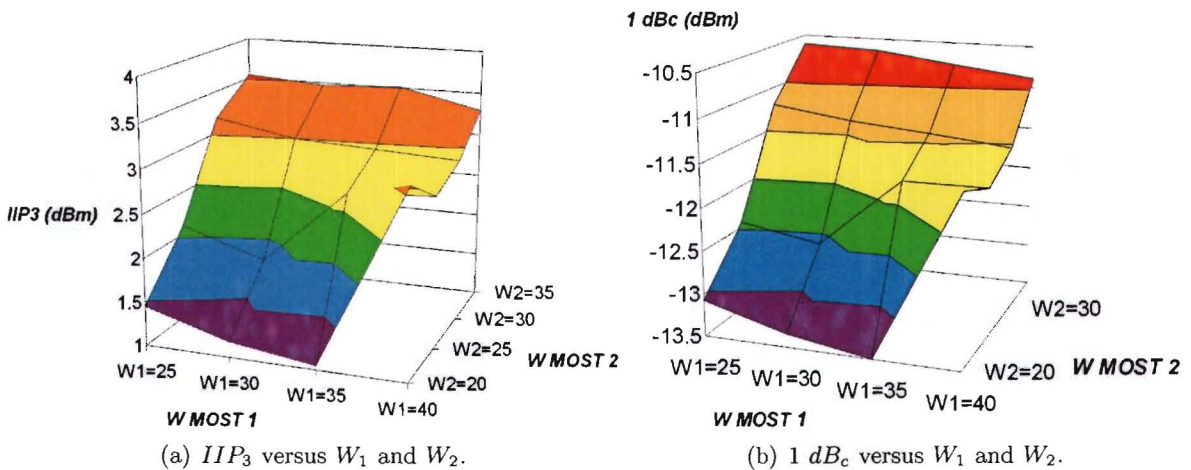 IIP3 (dBm)
4
3.5
3
2.5
2
1.5
1
W1=25
W1=30
W1=35
W1=40
W MOST 1
W2=35
W2=30
W2=25
W2=20
W MOST 2
(a) IIP₃ versus W₁ and W₂.
1 dBc (dBm)
-10.5
-11
-11.5
-12
-12.5
-13
-13.5
W1=25
W1=30
W1=35
W1=40
W MOST 1
W2=30
W2=20
W MOST 2
(b) 1 dB_c versus W₁ and W₂.